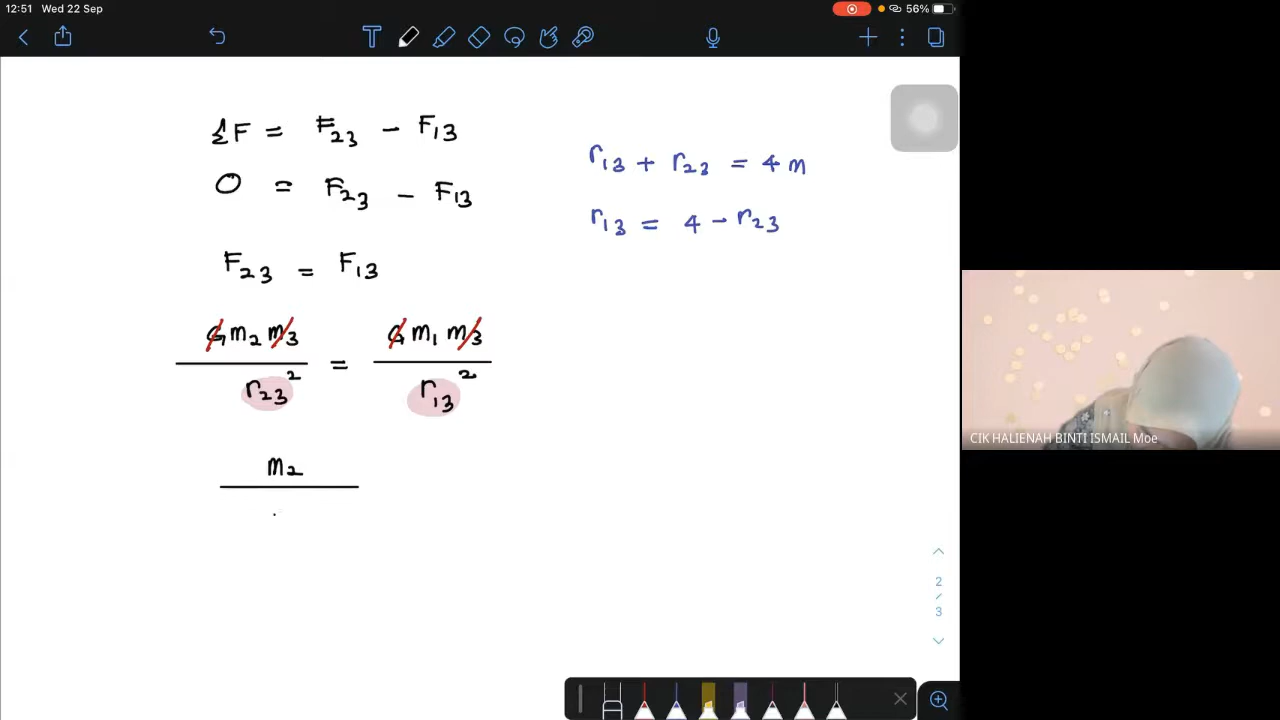 12:51 Wed 22 Sep
56%
T
ΣF = F₂₃ - F₁₃
0 = F₂₃ - F₁₃
F₂₃ = F₁₃
G m₂ m₃ / r₂₃² = G m₁ m₃ / r₁₃²
m₂
r₁₃ + r₂₃ = 4 m
r₁₃ = 4 - r₂₃
2
/
3
CIK HALIENAH BINTI ISMAIL Moe